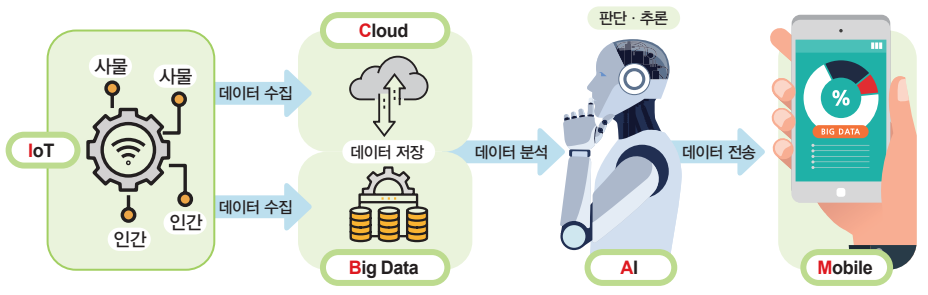 IoT
사물
사물
인간
인간
데이터 수집
데이터 수집
Cloud
데이터 저장
Big Data
데이터 분석
판단 · 추론
AI
데이터 전송
%
BIG DATA
Mobile